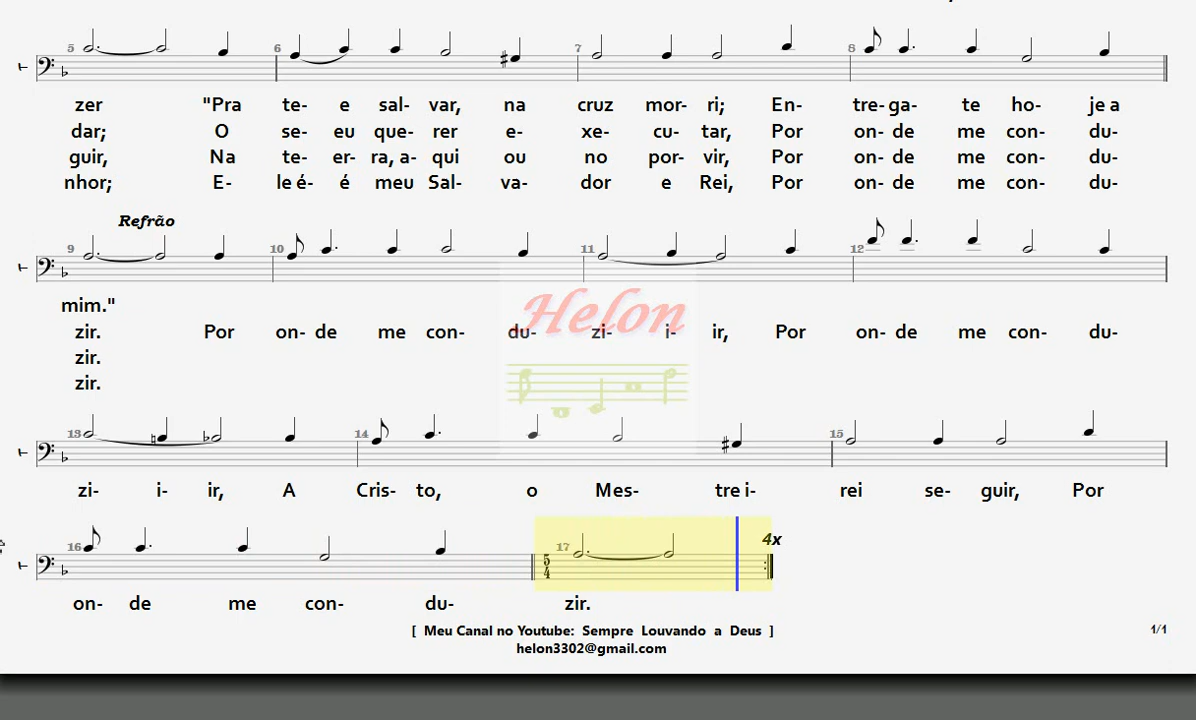 5 6 7 8
zer "Pra te- e sal- var, na cruz mor- ri; En- tre- ga- te ho- je a
dar; O se- eu que- rer e- xe- cu- tar, Por on- de me con- du-
guir, Na te- er- ra, a- qui ou no por- vir, Por on- de me con- du-
nhor; E- le é- é meu Sal- va- dor e Rei, Por on- de me con- du-
Refrão
9 10 11 12
mim."
zir. Por on- de me con- du- zi- i- ir, Por on- de me con- du-
zir.
zir.
Helon
13 14 15
zi- i- ir, A Cris- to, o Mes- tre i- rei se- guir, Por
4x
16 17
5
4
on- de me con- du- zir.
[ Meu Canal no Youtube: Sempre Louvando a Deus ]
1/1
helon3302@gmail.com